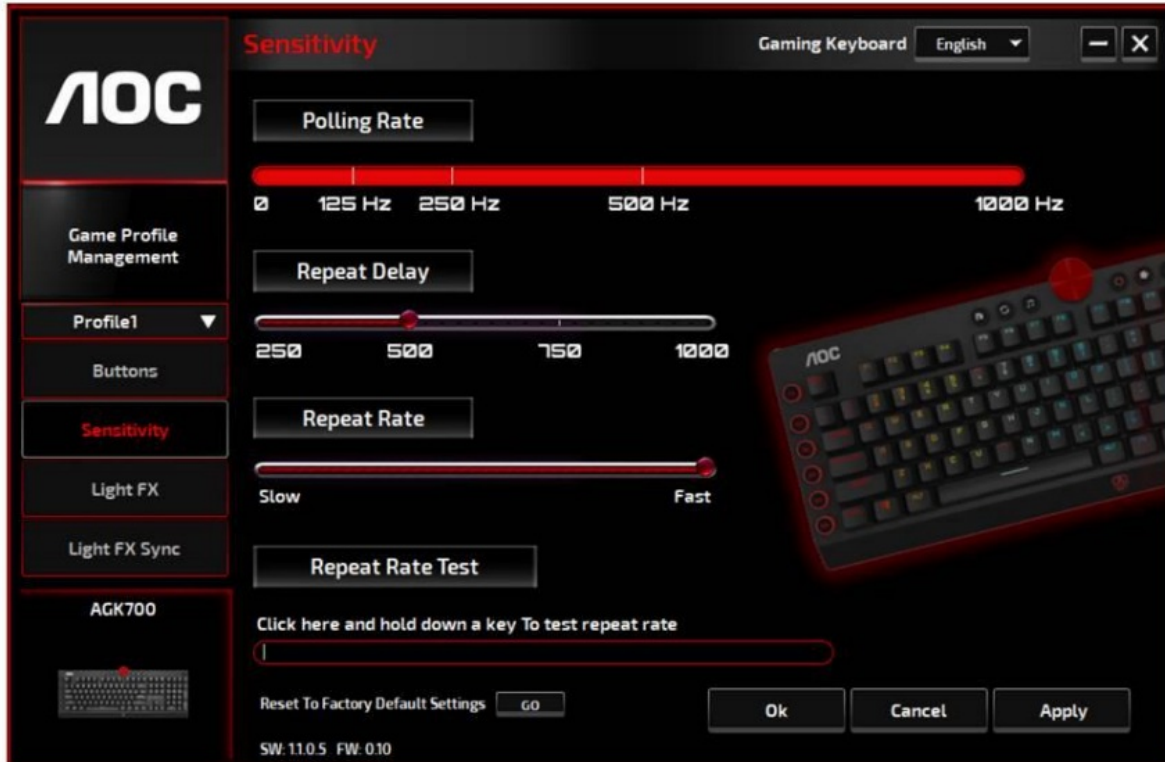 AOC
Sensitivity
Gaming Keyboard English
Polling Rate
0 125 Hz 250 Hz 500 Hz 1000 Hz
Game Profile
Management
Repeat Delay
Profile1
250 500 750 1000
Buttons
AOC
Repeat Rate
Sensitivity
Slow Fast
Light FX
Light FX Sync
Repeat Rate Test
AGK700
Click here and hold down a key To test repeat rate
Reset To Factory Default Settings GO
Ok Cancel Apply
SW: 1.1.0.5 FW: 0.10